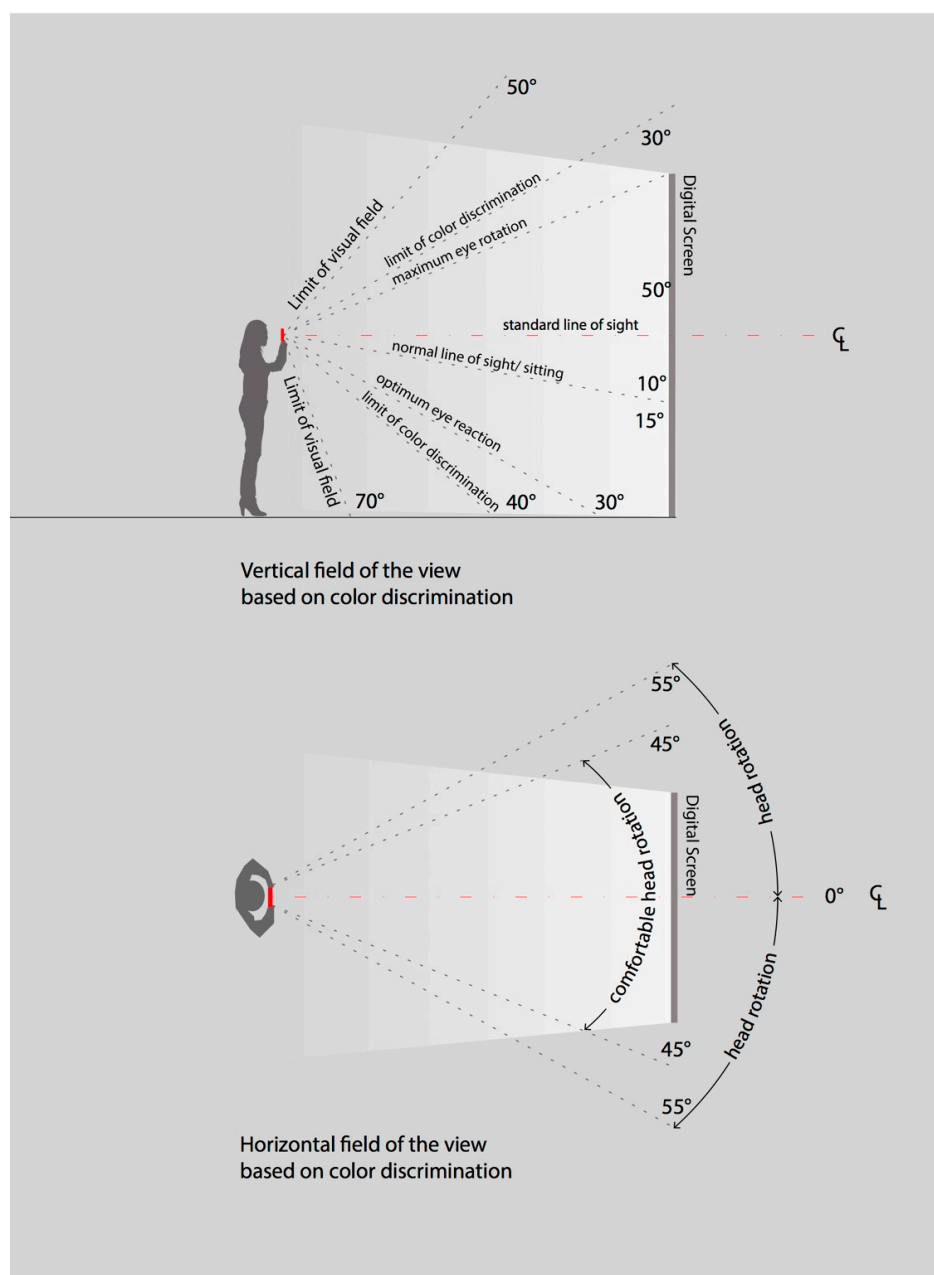 50°
30°
Limit of visual field
limit of color discrimination
maximum eye rotation
Digital Screen
50°
standard line of sight
℄
normal line of sight/ sitting
10°
optimum eye reaction
15°
limit of color discrimination
Limit of visual field
70°
40°
30°
Vertical field of the view
based on color discrimination
55°
45°
head rotation
comfortable head rotation
Digital Screen
0°
℄
head rotation
45°
55°
Horizontal field of the view
based on color discrimination